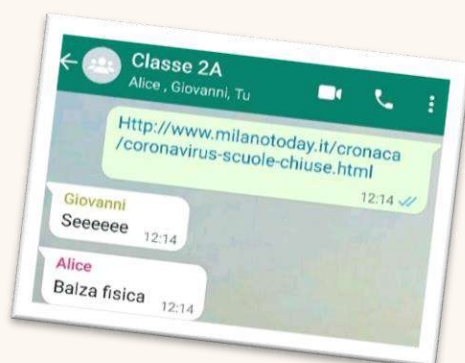 Classe 2A
Alice , Giovanni, Tu
Http://www.milanotoday.it/cronaca
/coronavirus-scuole-chiuse.html
12:14
Giovanni
Seeeeee
12:14
Alice
Balza fisica
12:14